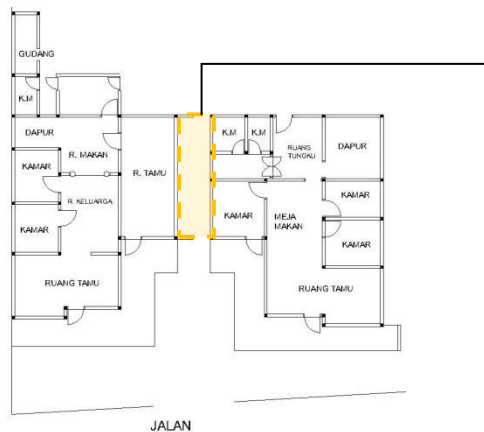 GUDANG
K.M
DAPUR
R. MAKAN
KAMAR
R. KELUARGA
KAMAR
RUANG TAMU
R. TAMU
K.M
K.M
RUANG
TUNGKU
DAPUR
KAMAR
MEJA
MAKAN
KAMAR
KAMAR
RUANG TAMU
JALAN